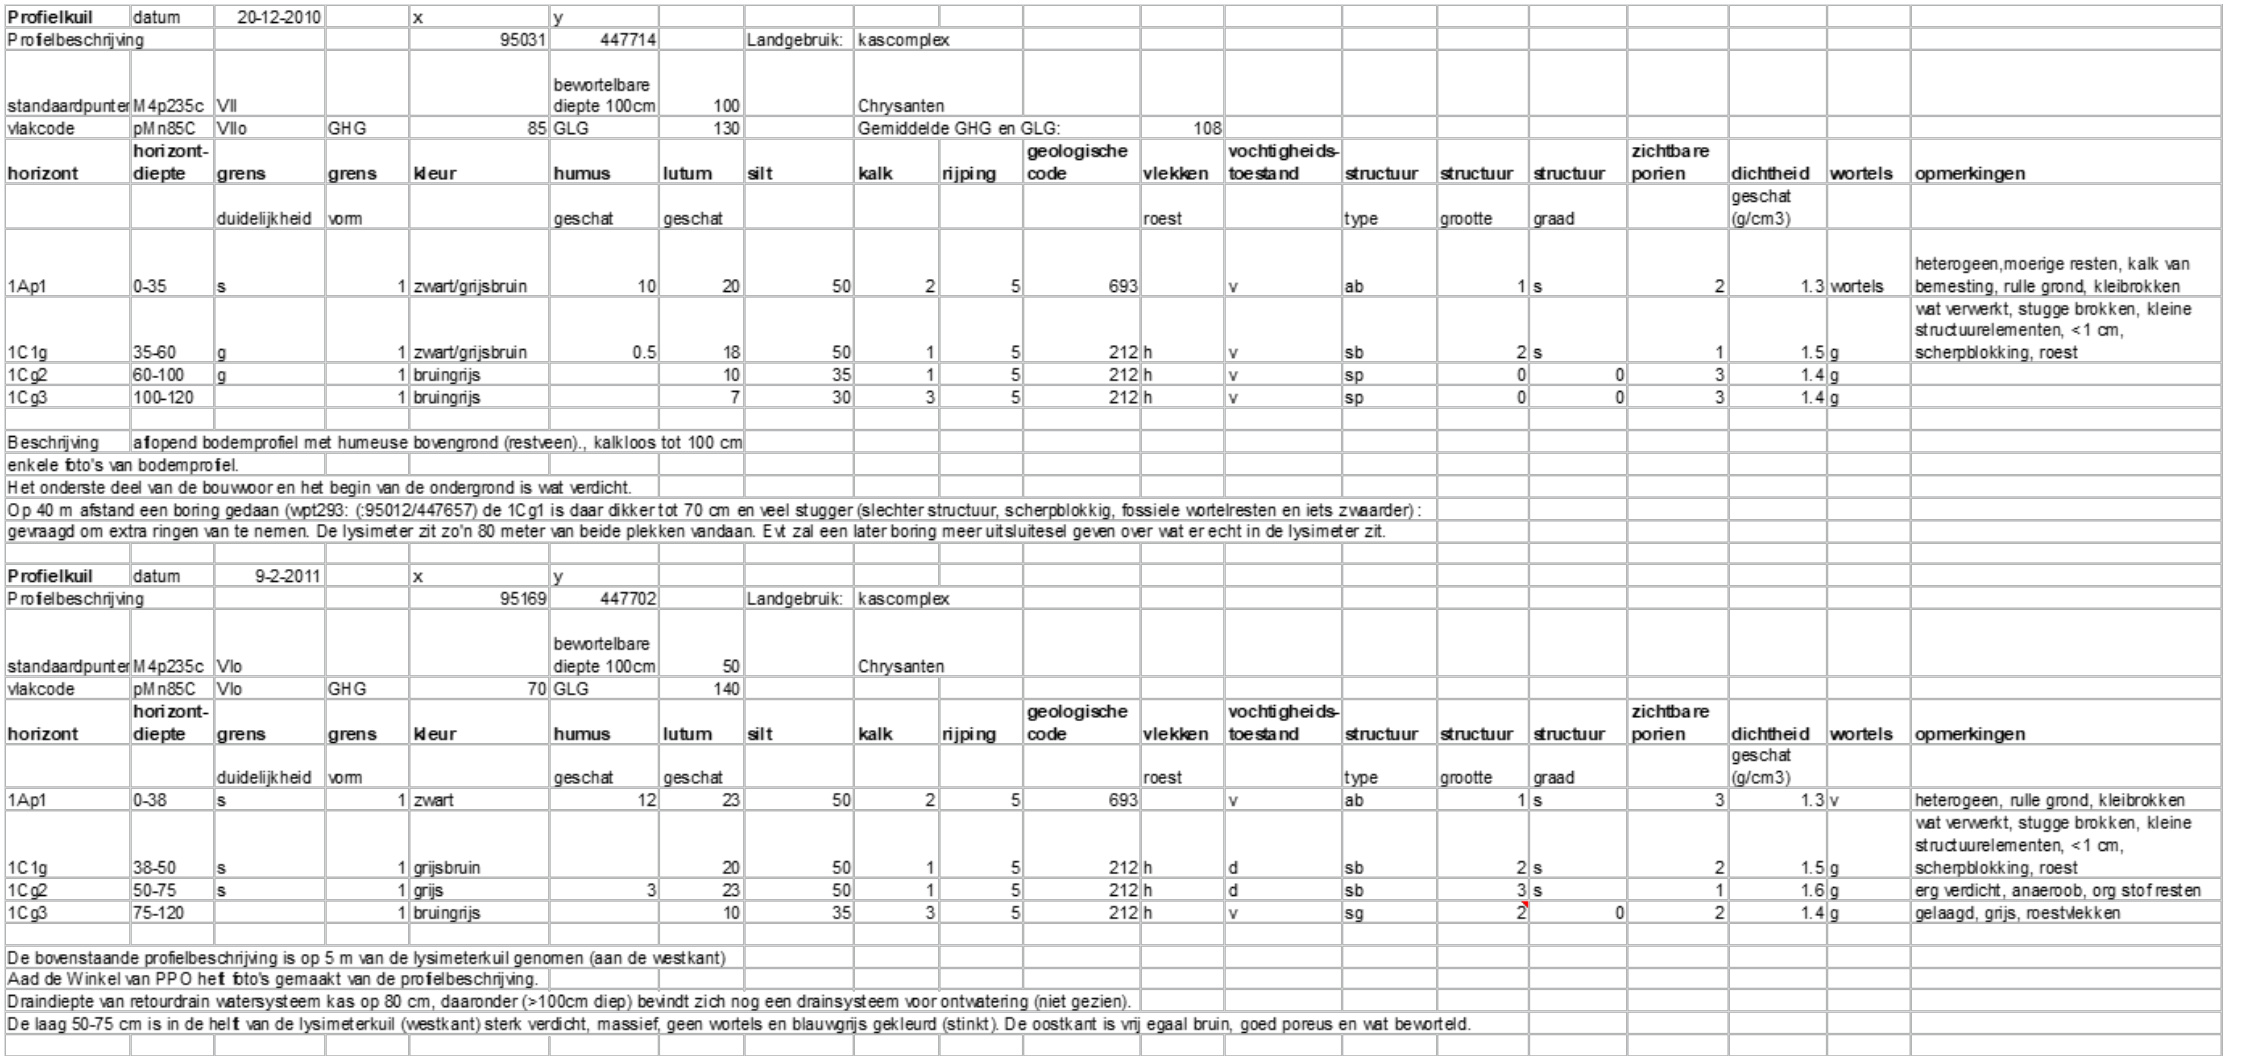 Profielkuil datum 20-12-2010 x y
Profielbeschrijving 95031 447714 Landgebruik: kascomplex
bewortelbare
standaardpunter M4p235c VII diepte 100cm 100 Chrysanten
vlakcode pMn85C VIIo GHG 85 GLG 130 Gemiddelde GHG en GLG: 108
horizont- geologische vochtigheids- zichtbare
horizont diepte grens grens kleur humus lutum silt kalk rijping code vlekken toestand structuur structuur structuur porien dichtheid wortels opmerkingen
geschat
duidelijkheid vorm geschat geschat roest type grootte graad (g/cm3)
heterogeen,moerige resten, kalk van
1Ap1 0-35 s 1 zwart/grijsbruin 10 20 50 2 5 693 v ab 1 s 2 1.3 wortels bemesting, rulle grond, kleibrokken
wat verwerkt, stugge brokken, kleine
structuurelementen, <1 cm,
1C1g 35-60 g 1 zwart/grijsbruin 0.5 18 50 1 5 212 h v sb 2 s 1 1.5 g scherpblokking, roest
1Cg2 60-100 g 1 bruingrijs 10 35 1 5 212 h v sp 0 0 3 1.4 g
1Cg3 100-120 1 bruingrijs 7 30 3 5 212 h v sp 0 0 3 1.4 g
Beschrijving aflopend bodemprofiel met humeuse bovengrond (restveen)., kalkloos tot 100 cm
enkele foto's van bodemprofiel.
Het onderste deel van de bouwvoor en het begin van de ondergrond is wat verdicht.
Op 40 m afstand een boring gedaan (wpt293: (:95012/447657) de 1Cg1 is daar dikker tot 70 cm en veel stugger (slechter structuur, scherpblokkig, fossiele wortelresten en iets zwaarder) :
gevraagd om extra ringen van te nemen. De lysimeter zit zo'n 80 meter van beide plekken vandaan. Evt zal een later boring meer uitsluitesel geven over wat er echt in de lysimeter zit.
Profielkuil datum 9-2-2011 x y
Profielbeschrijving 95169 447702 Landgebruik: kascomplex
bewortelbare
standaardpunter M4p235c VIo diepte 100cm 50 Chrysanten
vlakcode pMn85C VIo GHG 70 GLG 140
horizont- geologische vochtigheids- zichtbare
horizont diepte grens grens kleur humus lutum silt kalk rijping code vlekken toestand structuur structuur structuur porien dichtheid wortels opmerkingen
geschat
duidelijkheid vorm geschat geschat roest type grootte graad (g/cm3)
1Ap1 0-38 s 1 zwart 12 23 50 2 5 693 v ab 1 s 3 1.3 v heterogeen, rulle grond, kleibrokken
wat verwerkt, stugge brokken, kleine
structuurelementen, <1 cm,
1C1g 38-50 s 1 grijsbruin 20 50 1 5 212 h d sb 2 s 2 1.5 g scherpblokking, roest
1Cg2 50-75 s 1 grijs 3 23 50 1 5 212 h d sb 3 s 1 1.6 g erg verdicht, anaeroob, org stof resten
1Cg3 75-120 1 bruingrijs 10 35 3 5 212 h v sg 2 0 2 1.4 g gelaagd, grijs, roestvlekken
De bovenstaande profielbeschrijving is op 5 m van de lysimeterkuil genomen (aan de westkant)
Aad de Winkel van PPO heft foto's gemaakt van de profielbeschrijving.
Draindiepte van retourdrain watersysteem kas op 80 cm, daaronder (>100cm diep) bevindt zich nog een drainsysteem voor ontwatering (niet gezien).
De laag 50-75 cm is in de helft van de lysimeterkuil (westkant) sterk verdicht, massief, geen wortels en blauwgrijs gekleurd (stinkt). De oostkant is vrij egaal bruin, goed poreus en wat beworteld.